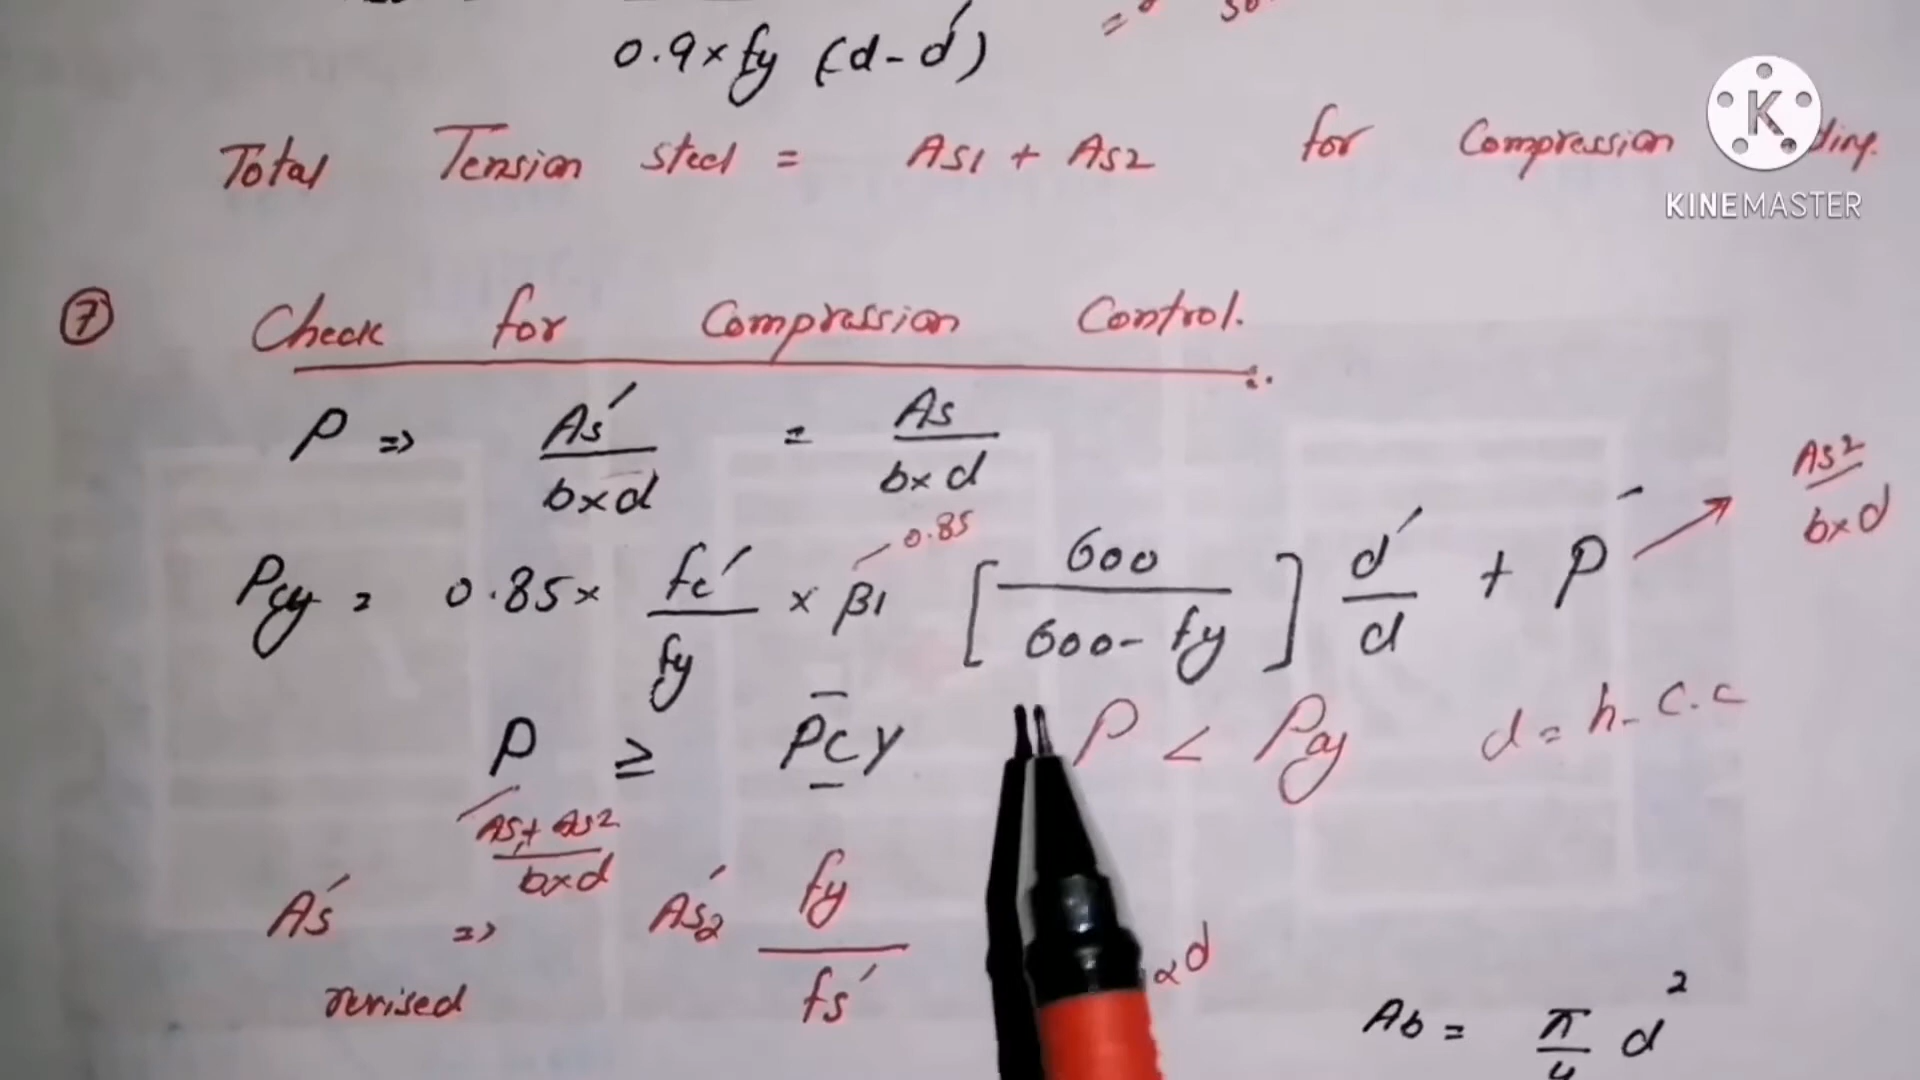 0.9×fy (d-d′)
Total Tension steel = As1 + As2 for Compression
KINEMASTER
⑦ Check for Compression Control.
ρ => As′/b×d = As/b×d
As2/b×d
0.85
ρcy = 0.85× fc′/fy × β1 [600/600-fy] d′/d + ρ′
ρ ≥ ρ̄cy ρ < ρcy d = h- c.c
As1+As2/b×d
As′ => As2′ fy/fs′
revised
αd
Ab = π/4 d²